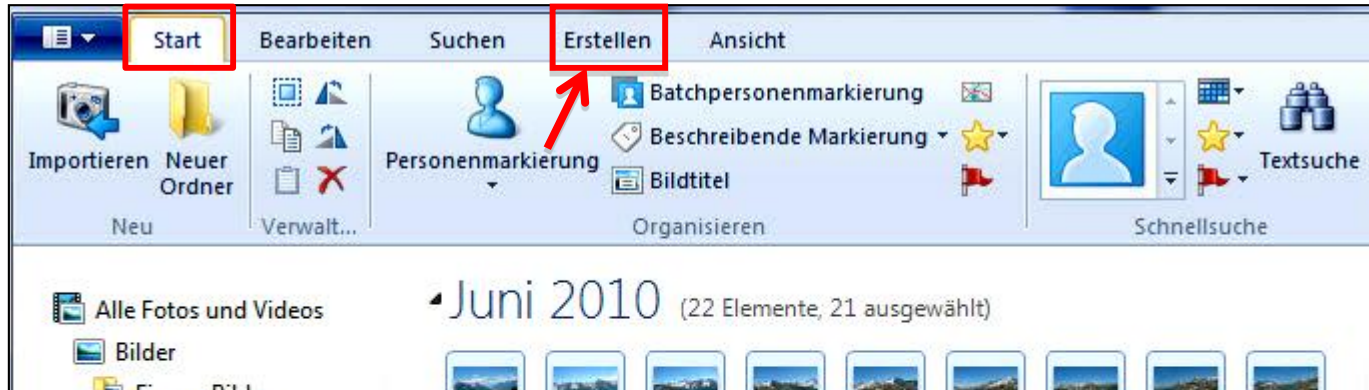 Start Bearbeiten Suchen Erstellen Ansicht
Importieren
Neuer
Ordner
Neu
Verwalt...
Personenmarkierung
Batchpersonenmarkierung
Beschreibende Markierung
Bildtitel
Organisieren
Textsuche
Schnellsuche
Alle Fotos und Videos
Bilder
Juni 2010 (22 Elemente, 21 ausgewählt)